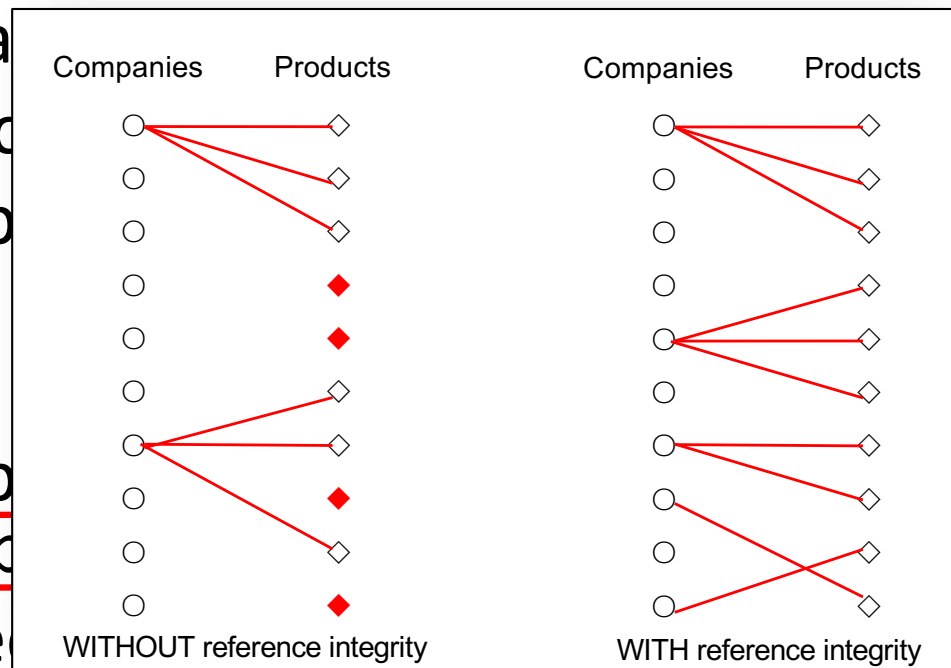 Companies Products
Companies Products
WITHOUT reference integrity
WITH reference integrity